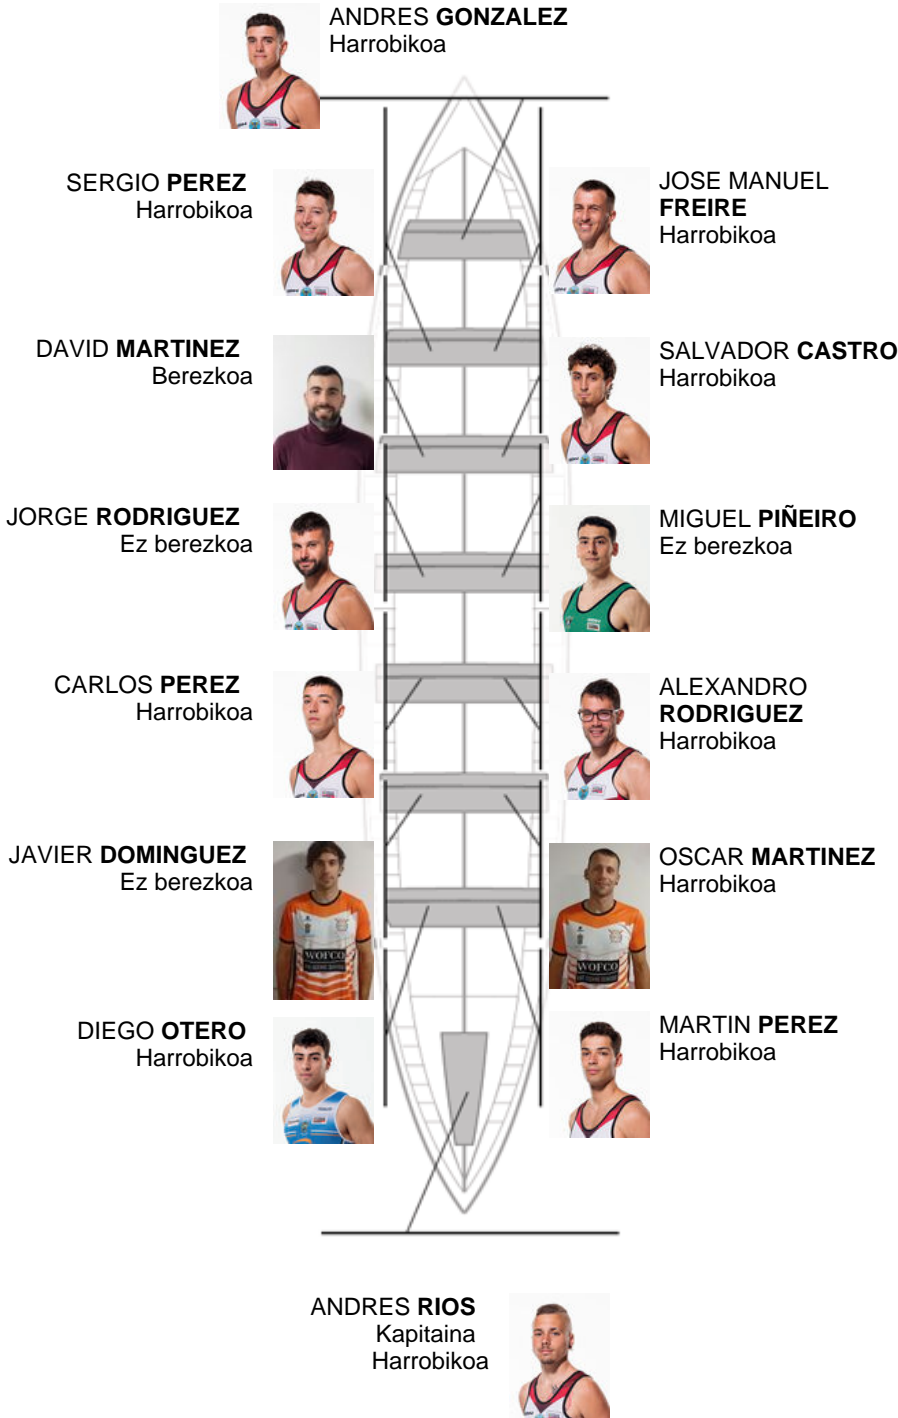 ANDRES GONZALEZ
Harrobikoa
SERGIO PEREZ
Harrobikoa
JOSE MANUEL
FREIRE
Harrobikoa
DAVID MARTINEZ
Berezkoa
SALVADOR CASTRO
Harrobikoa
JORGE RODRIGUEZ
Ez berezkoa
MIGUEL PIÑEIRO
Ez berezkoa
CARLOS PEREZ
Harrobikoa
ALEXANDRO
RODRIGUEZ
Harrobikoa
JAVIER DOMINGUEZ
Ez berezkoa
WOFCO
OSCAR MARTINEZ
Harrobikoa
WOFCO
DIEGO OTERO
Harrobikoa
MARTIN PEREZ
Harrobikoa
ANDRES RIOS
Kapitaina
Harrobikoa